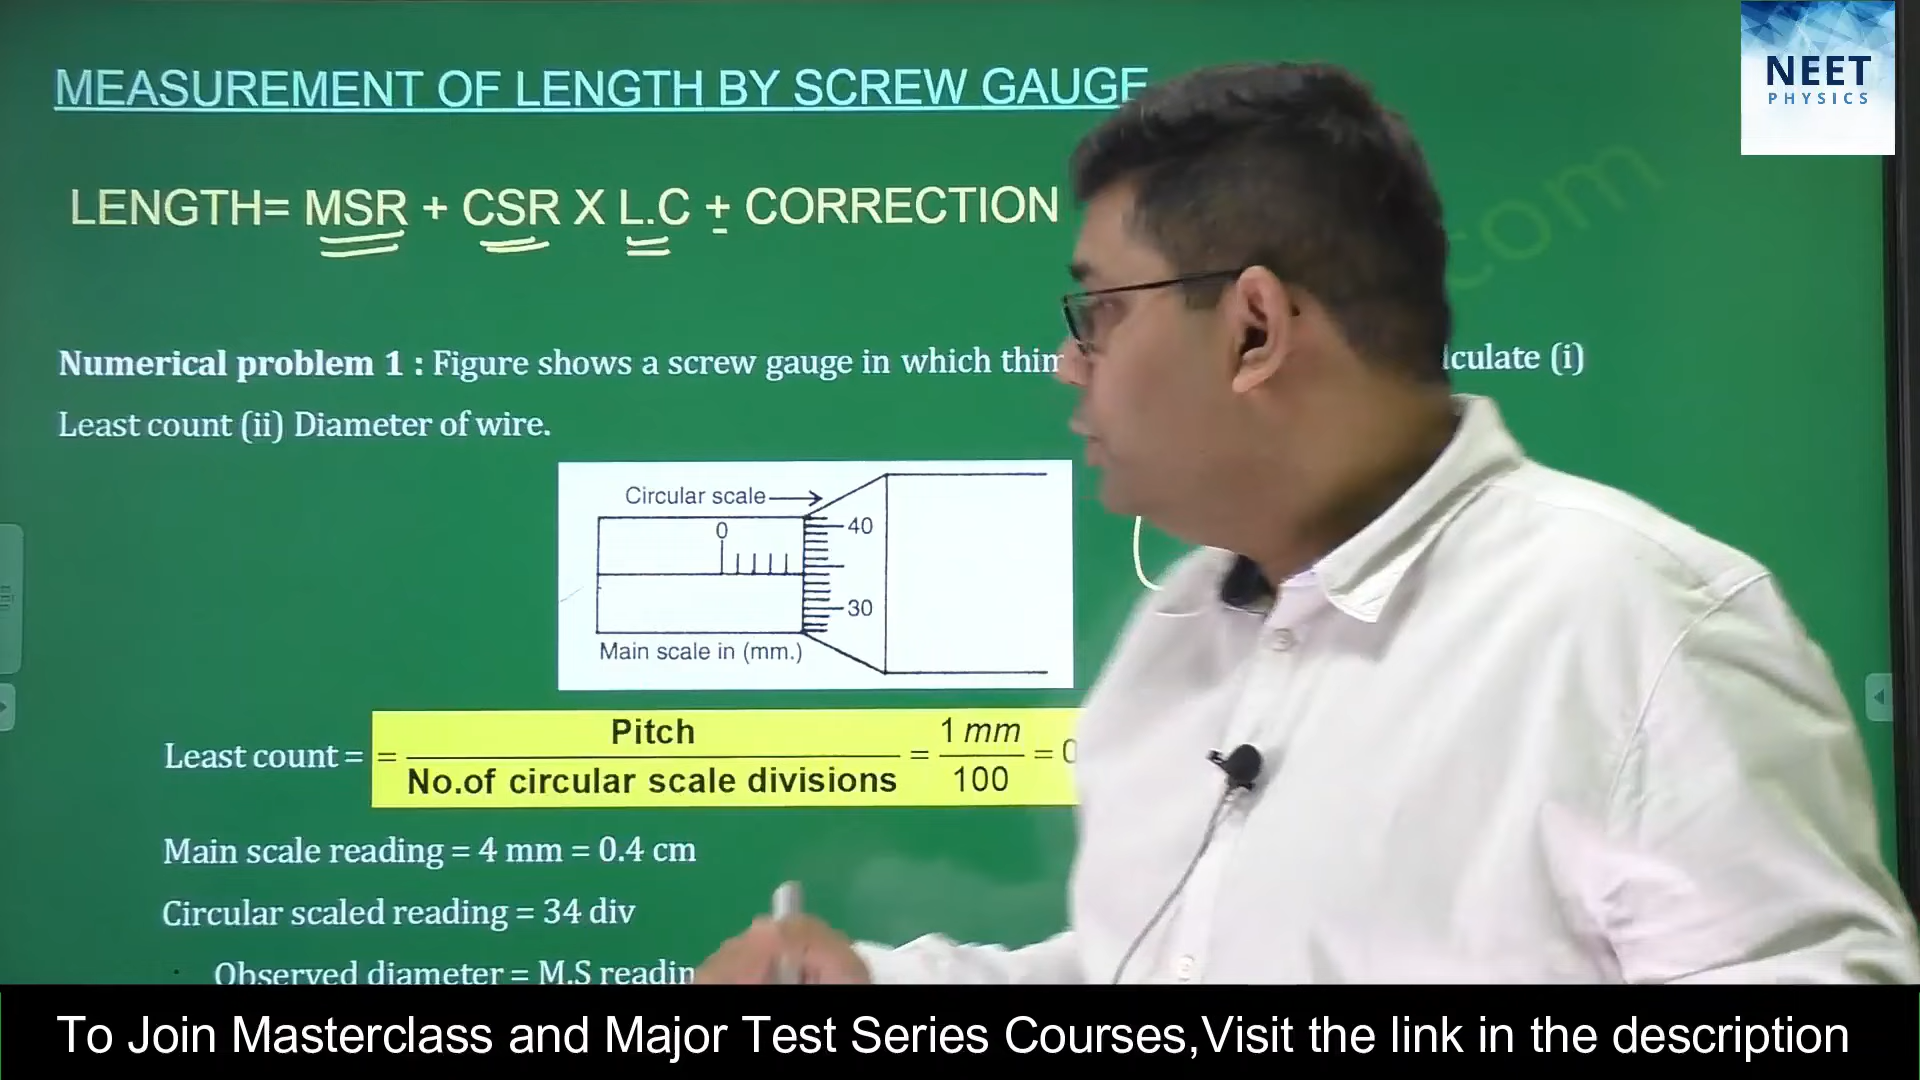 NEET
PHYSICS
MEASUREMENT OF LENGTH BY SCREW GAUGE
com
LENGTH= MSR + CSR X L.C ± CORRECTION
Numerical problem 1 : Figure shows a screw gauge in which (i)
Least count (ii) Diameter of wire.
Circular scale
0
40
30
Main scale in (mm.)
Least count = = Pitch / No.of circular scale divisions = 1 mm / 100 = 0
Main scale reading = 4 mm = 0.4 cm
Circular scaled reading = 34 div
Observed diameter = M.S
To Join Masterclass and Major Test Series Courses,Visit the link in the description